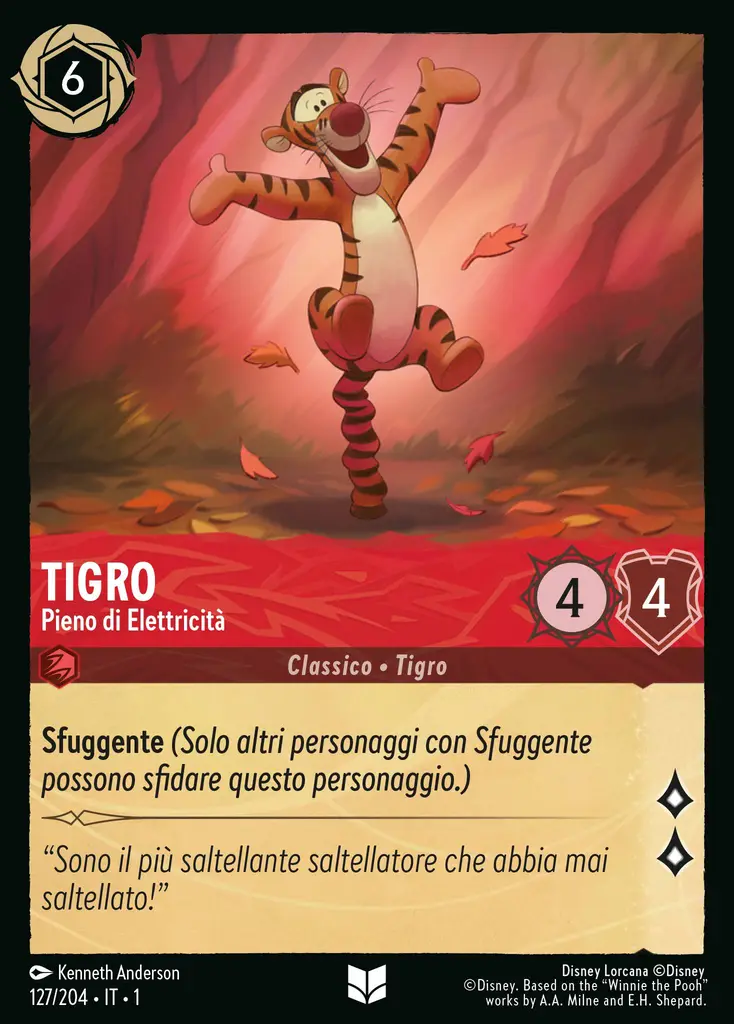 6
TIGRO
Pieno di Elettricità
4
4
Classico • Tigro
Sfuggente (Solo altri personaggi con Sfuggente
possono sfidare questo personaggio.)
“Sono il più saltellante saltellatore che abbia mai
saltellato!”
Kenneth Anderson
127/204 • IT • 1
Disney Lorcana ©Disney
©Disney. Based on the “Winnie the Pooh”
works by A.A. Milne and E.H. Shepard.